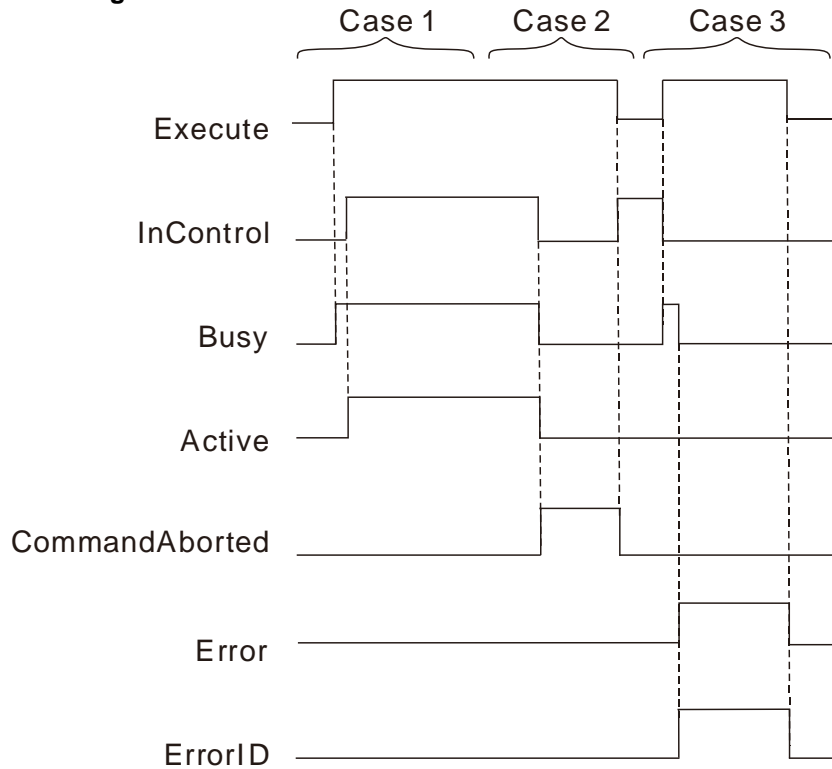 Case 1 Case 2 Case 3
Execute
InControl
Busy
Active
CommandAborted
Error
ErrorID